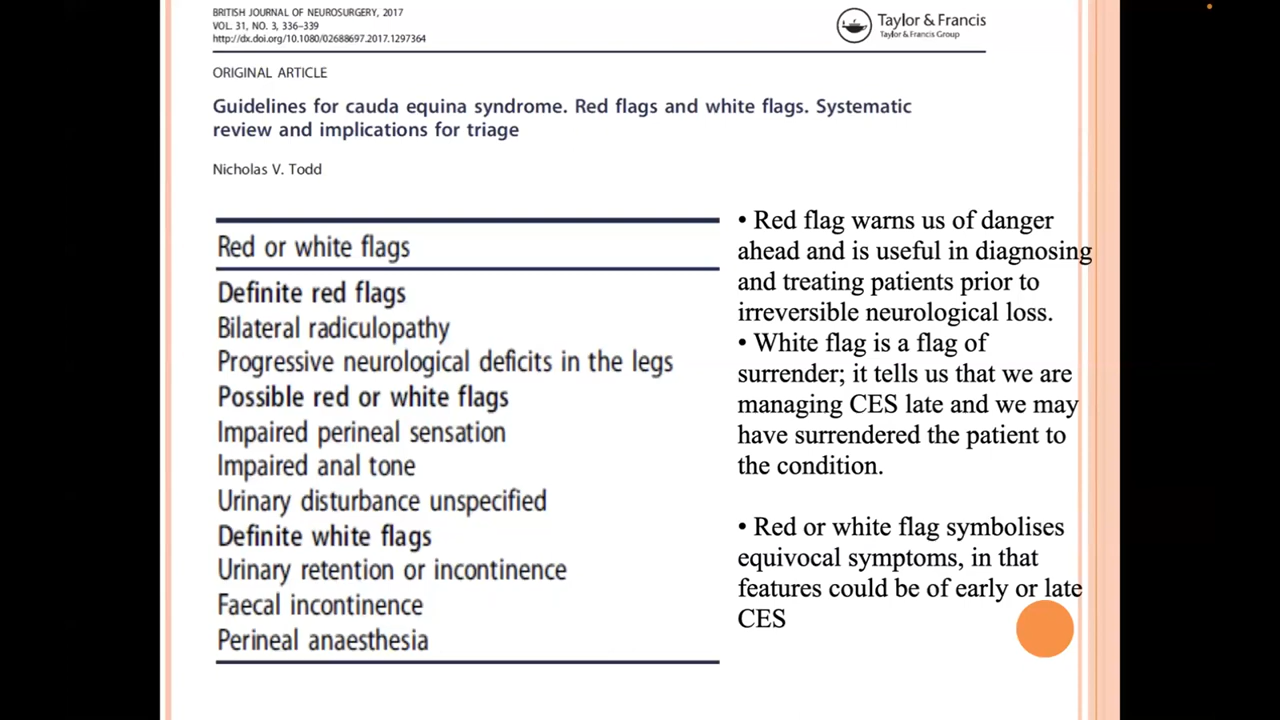 BRITISH JOURNAL OF NEUROSURGERY, 2017
VOL. 31, NO. 3, 336–339
http://dx.doi.org/10.1080/02688697.2017.1297364
Taylor & Francis
Taylor & Francis Group
ORIGINAL ARTICLE
Guidelines for cauda equina syndrome. Red flags and white flags. Systematic
review and implications for triage
Nicholas V. Todd
Red or white flags
Definite red flags
Bilateral radiculopathy
Progressive neurological deficits in the legs
Possible red or white flags
Impaired perineal sensation
Impaired anal tone
Urinary disturbance unspecified
Definite white flags
Urinary retention or incontinence
Faecal incontinence
Perineal anaesthesia
• Red flag warns us of danger
ahead and is useful in diagnosing
and treating patients prior to
irreversible neurological loss.
• White flag is a flag of
surrender; it tells us that we are
managing CES late and we may
have surrendered the patient to
the condition.
• Red or white flag symbolises
equivocal symptoms, in that
features could be of early or late
CES